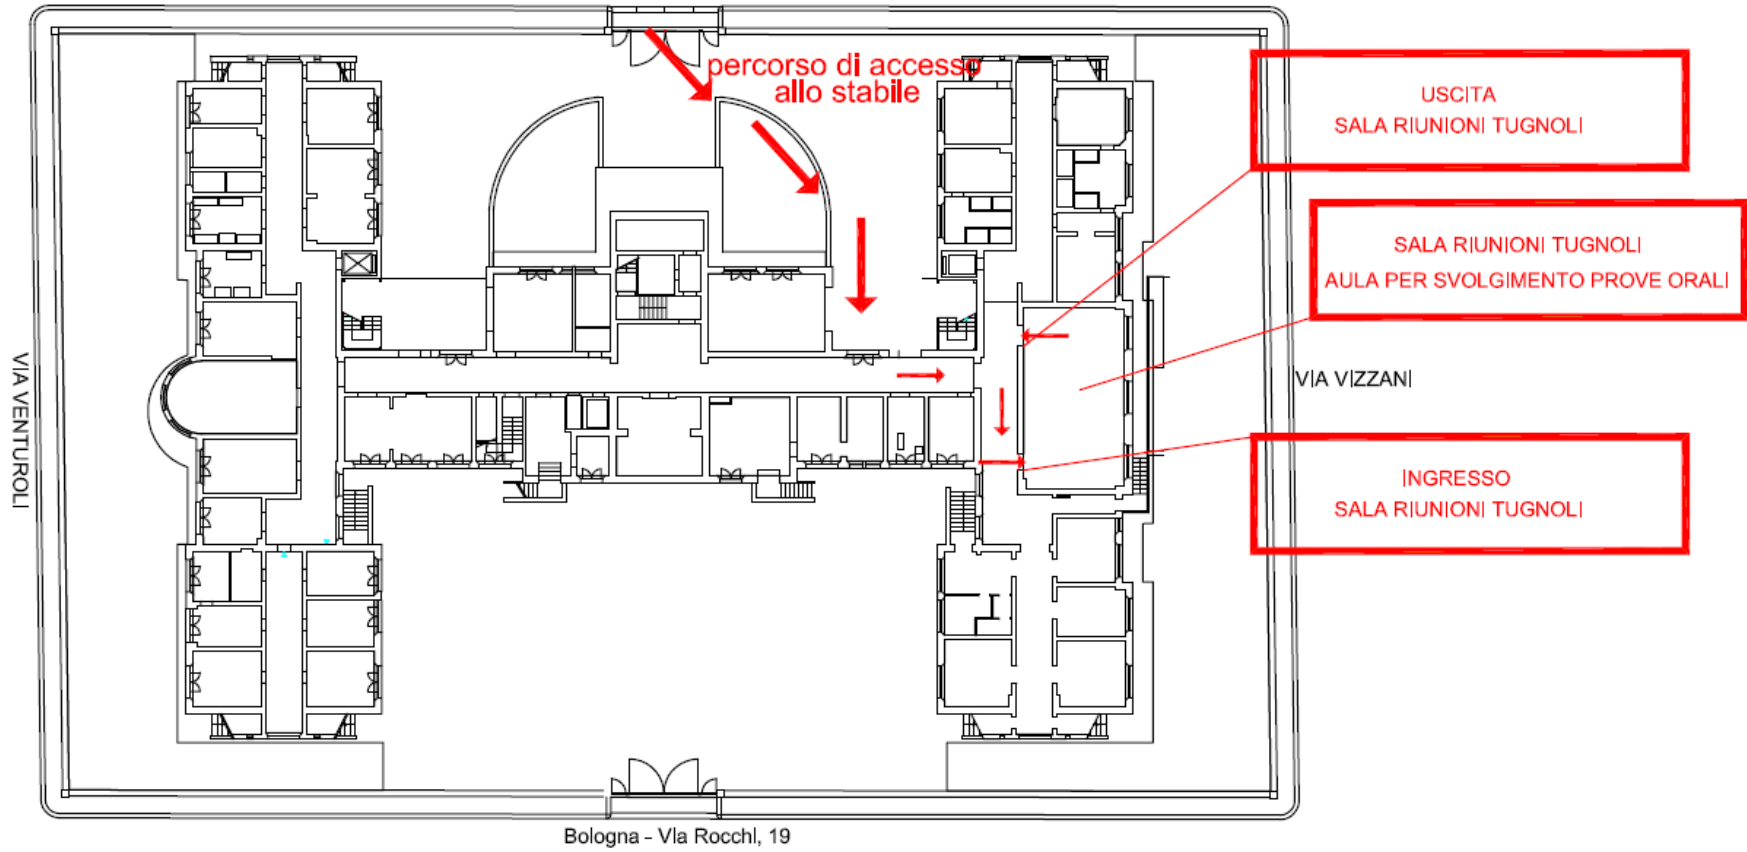 percorso di accesso
allo stabile
USCITA
SALA RIUNIONI TUGNOLI
SALA RIUNIONI TUGNOLI
AULA PER SVOLGIMENTO PROVE ORALI
VIA VENTUROLI
VIA VIZZANI
INGRESSO
SALA RIUNIONI TUGNOLI
Bologna - VIa RocchI, 19